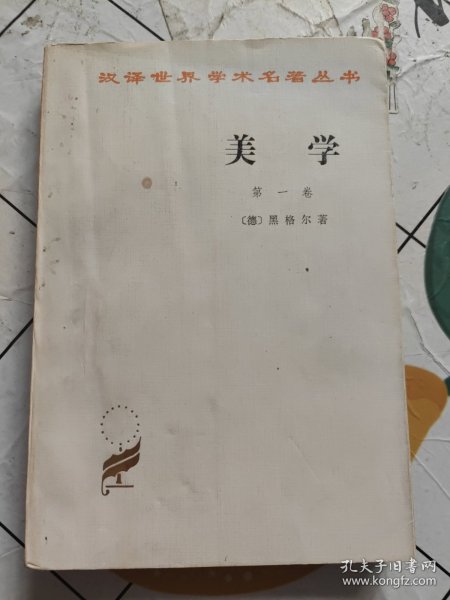 汉译世界学术名著丛书
美 学
第 一 卷
〔德〕黑格尔著
孔夫子旧书网
www.kongfz.com